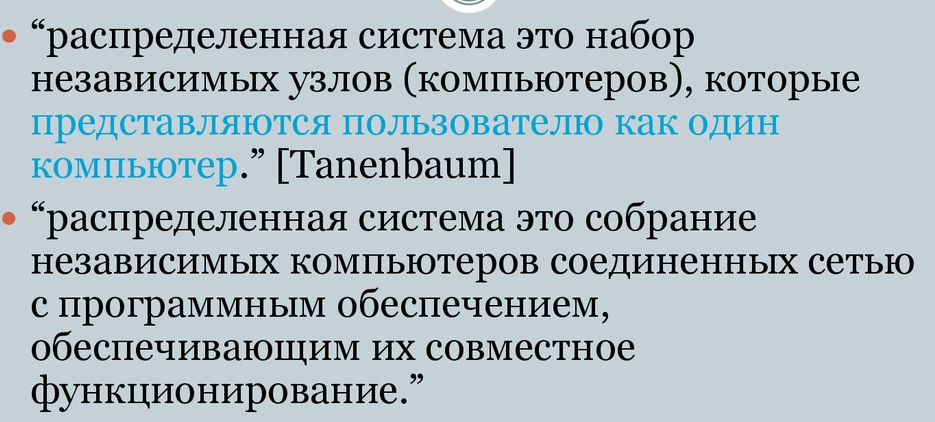 • “распределенная система это набор
независимых узлов (компьютеров), которые
представляются пользователю как один
компьютер.” [Tanenbaum]
• “распределенная система это собрание
независимых компьютеров соединенных сетью
с программным обеспечением,
обеспечивающим их совместное
функционирование.”